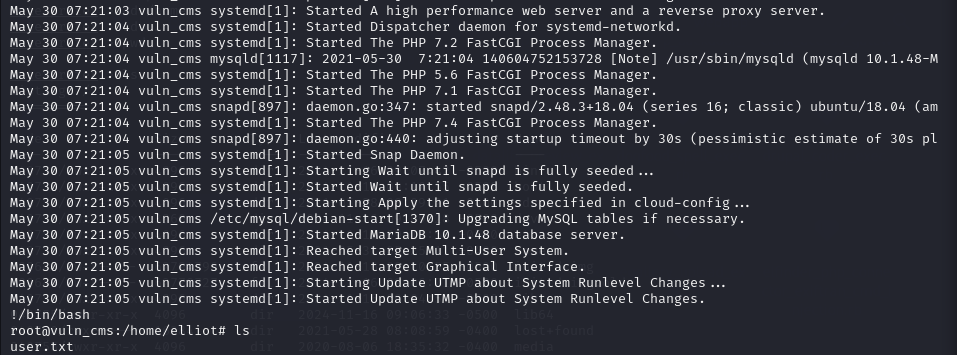 May 30 07:21:03 vuln_cms systemd[1]: Started A high performance web server and a reverse proxy server.
May 30 07:21:04 vuln_cms systemd[1]: Started Dispatcher daemon for systemd-networkd.
May 30 07:21:04 vuln_cms systemd[1]: Started The PHP 7.2 FastCGI Process Manager.
May 30 07:21:04 vuln_cms mysqld[1117]: 2021-05-30  7:21:04 140604752153728 [Note] /usr/sbin/mysqld (mysqld 10.1.48-M
May 30 07:21:04 vuln_cms systemd[1]: Started The PHP 5.6 FastCGI Process Manager.
May 30 07:21:04 vuln_cms systemd[1]: Started The PHP 7.1 FastCGI Process Manager.
May 30 07:21:04 vuln_cms snapd[897]: daemon.go:347: started snapd/2.48.3+18.04 (series 16; classic) ubuntu/18.04 (am
May 30 07:21:04 vuln_cms systemd[1]: Started The PHP 7.4 FastCGI Process Manager.
May 30 07:21:04 vuln_cms snapd[897]: daemon.go:440: adjusting startup timeout by 30s (pessimistic estimate of 30s pl
May 30 07:21:05 vuln_cms systemd[1]: Started Snap Daemon.
May 30 07:21:05 vuln_cms systemd[1]: Starting Wait until snapd is fully seeded...
May 30 07:21:05 vuln_cms systemd[1]: Started Wait until snapd is fully seeded.
May 30 07:21:05 vuln_cms systemd[1]: Starting Apply the settings specified in cloud-config...
May 30 07:21:05 vuln_cms /etc/mysql/debian-start[1370]: Upgrading MySQL tables if necessary.
May 30 07:21:05 vuln_cms systemd[1]: Started MariaDB 10.1.48 database server.
May 30 07:21:05 vuln_cms systemd[1]: Reached target Multi-User System.
May 30 07:21:05 vuln_cms systemd[1]: Reached target Graphical Interface.
May 30 07:21:05 vuln_cms systemd[1]: Starting Update UTMP about System Runlevel Changes...
May 30 07:21:05 vuln_cms systemd[1]: Started Update UTMP about System Runlevel Changes.
!/bin/bash
root@vuln_cms:/home/elliot# ls
user.txt